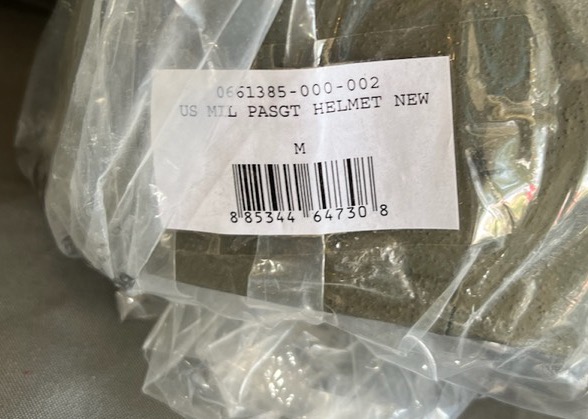 0661385-000-002
US MIL PASGT HELMET NEW
M
8 85344 64730 8